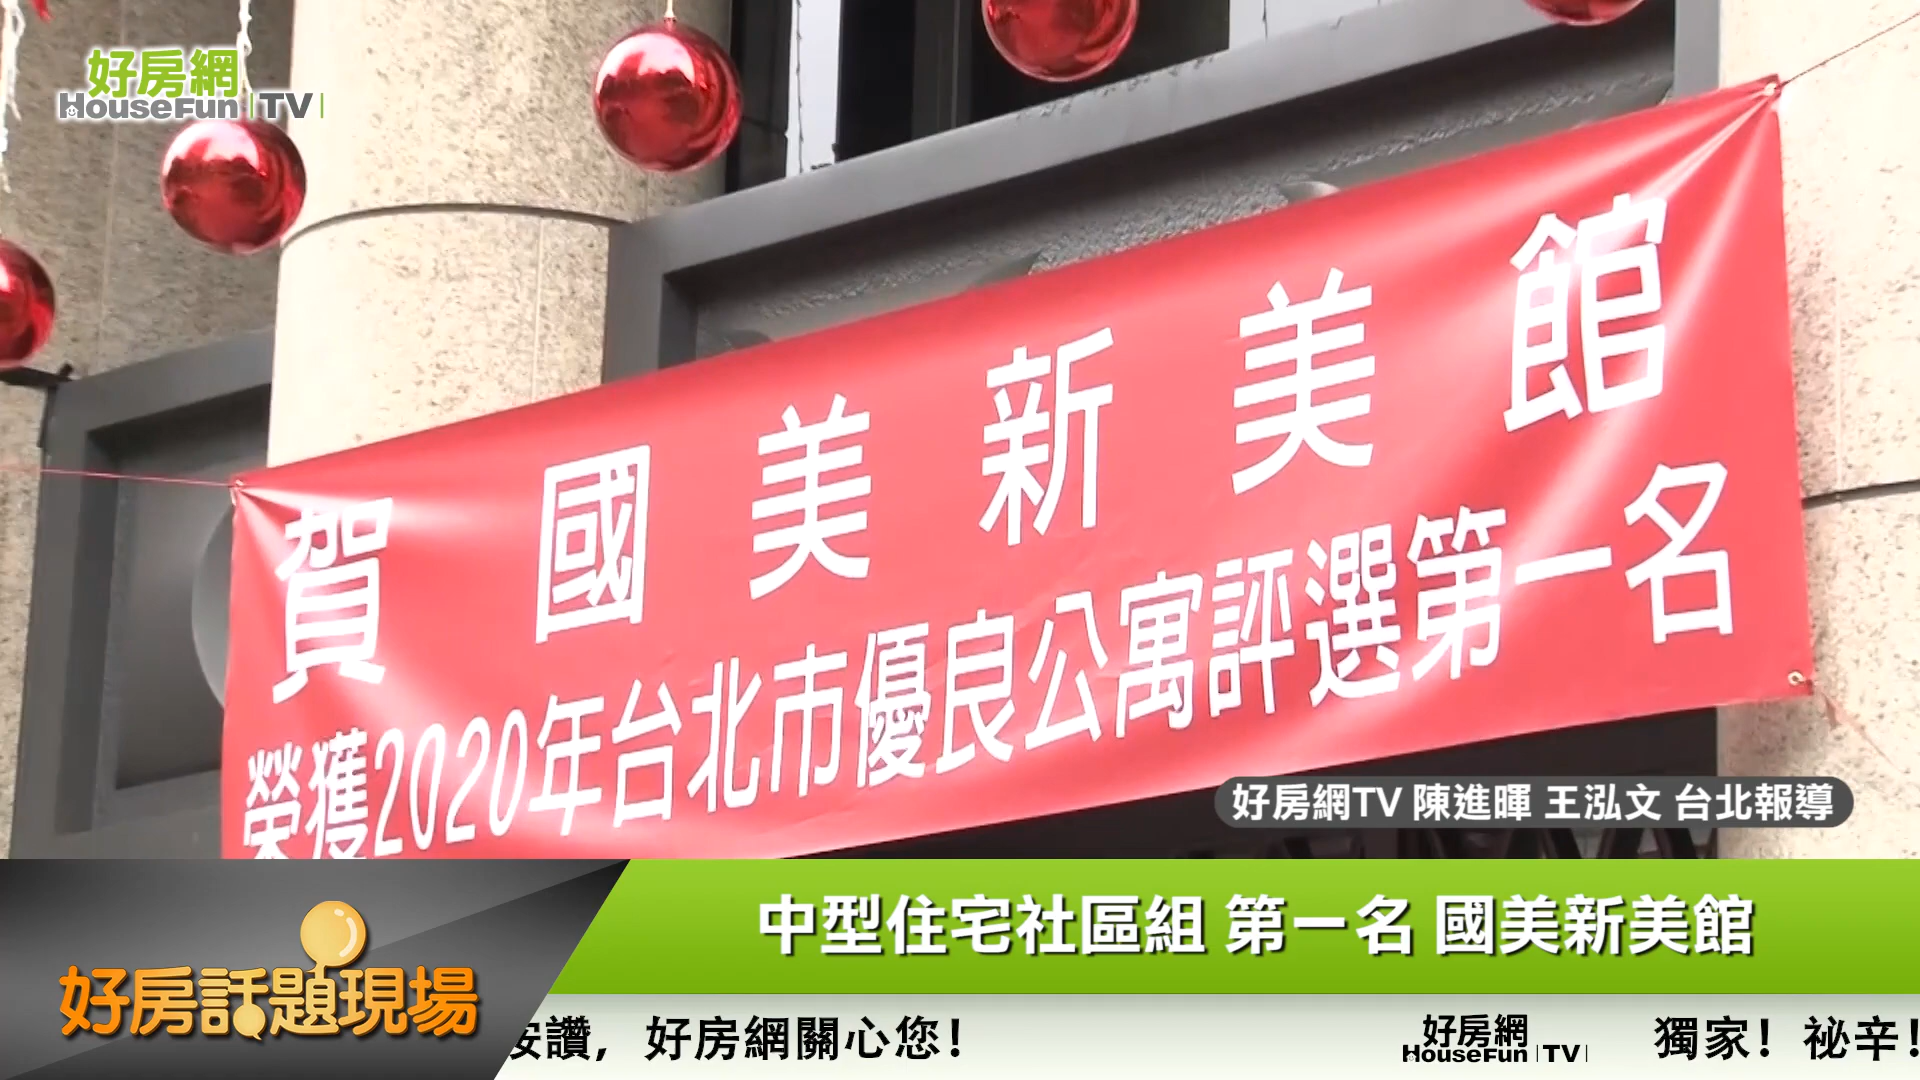 好房網
HouseFun TV
賀 國美新美館
榮獲2020年台北市優良公寓評選第一名
好房網TV 陳進暉 王泓文 台北報導
中型住宅社區組 第一名 國美新美館
好房話題現場
按讚，好房網關心您！
好房網
HouseFun TV
獨家！祕辛！